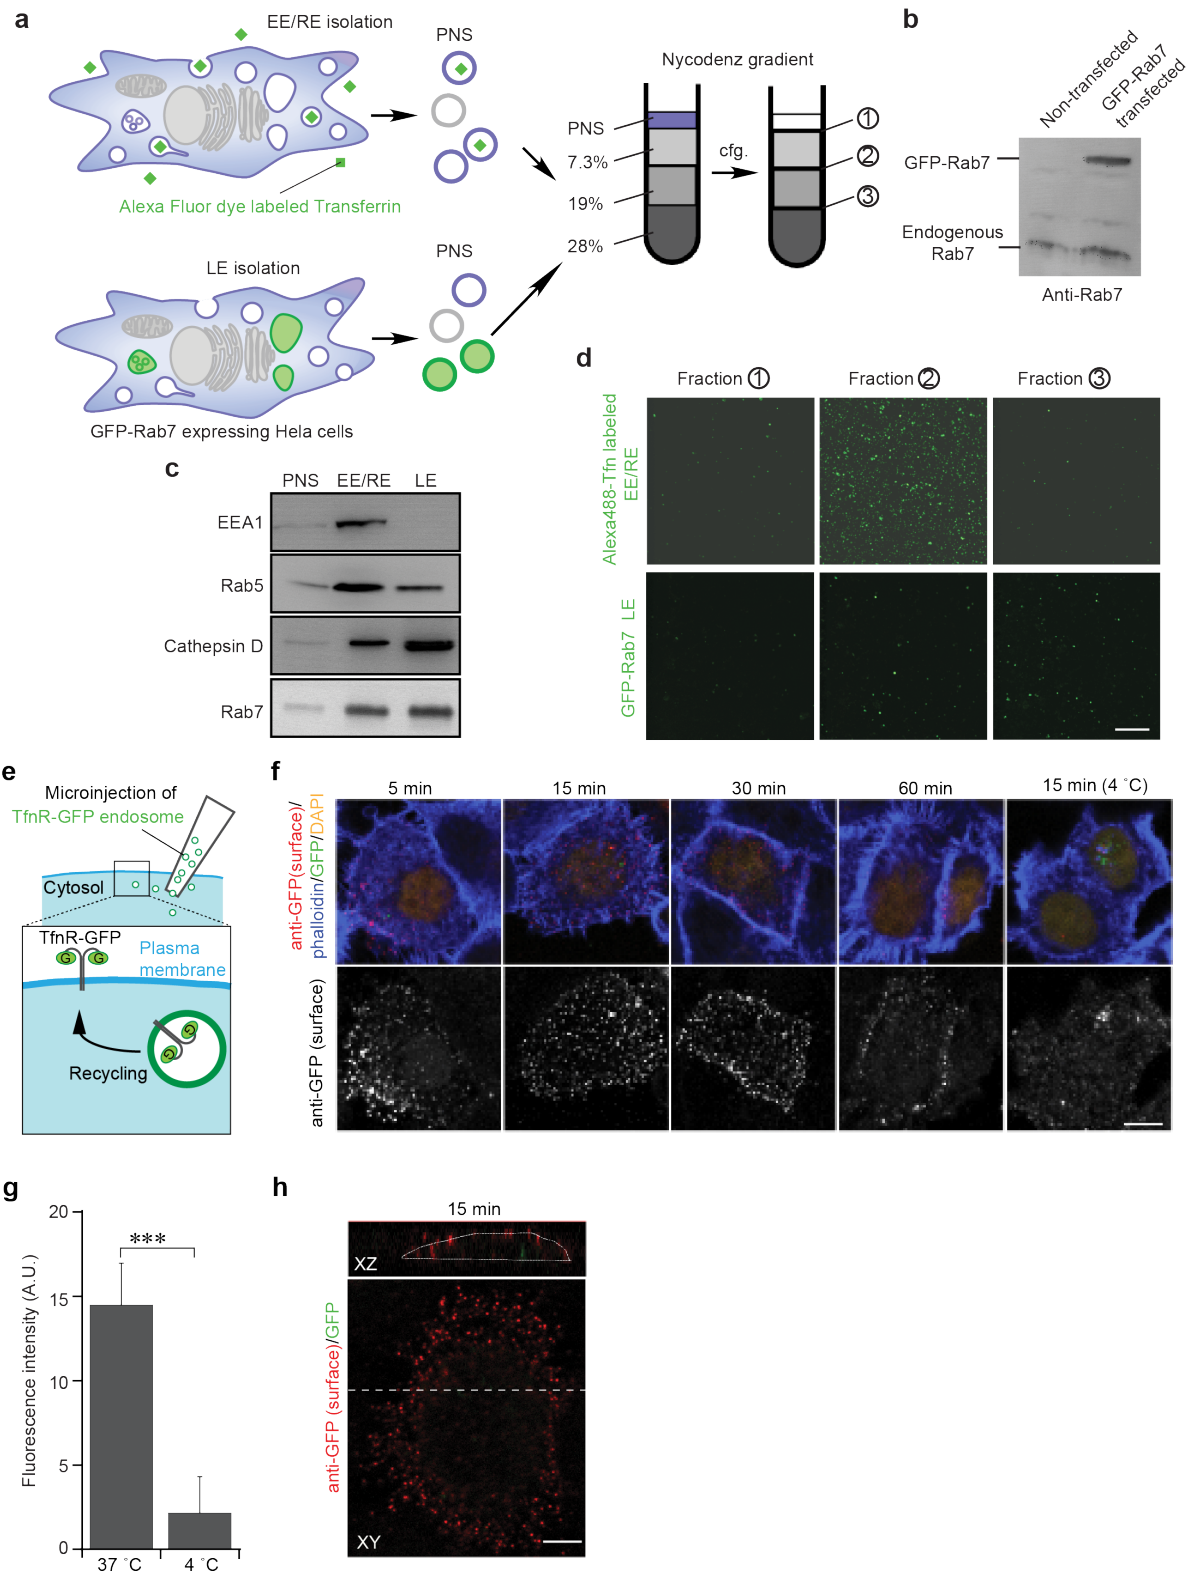 a
EE/RE isolation
PNS
Nycodenz gradient
PNS
7.3%
19%
28%
cfg.
1
2
3
Alexa Fluor dye labeled Transferrin
LE isolation
PNS
GFP-Rab7 expressing Hela cells
b
Non-transfected
GFP-Rab7
transfected
GFP-Rab7
Endogenous
Rab7
Anti-Rab7
c
PNS EE/RE LE
EEA1
Rab5
Cathepsin D
Rab7
d
Fraction 1
Fraction 2
Fraction 3
Alexa488-Tfn labeled
EE/RE
GFP-Rab7 LE
e
Microinjection of
TfnR-GFP endosome
Cytosol
TfnR-GFP
G G
Plasma
membrane
G G
Recycling
f
5 min
15 min
30 min
60 min
15 min (4 ˚C)
anti-GFP(surface)/
phalloidin/GFP/DAPI
anti-GFP (surface)
g
Fluorescence intensity (A.U.)
20
15
10
5
0
***
37 ˚C
4 ˚C
h
15 min
XZ
anti-GFP (surface)/GFP
XY